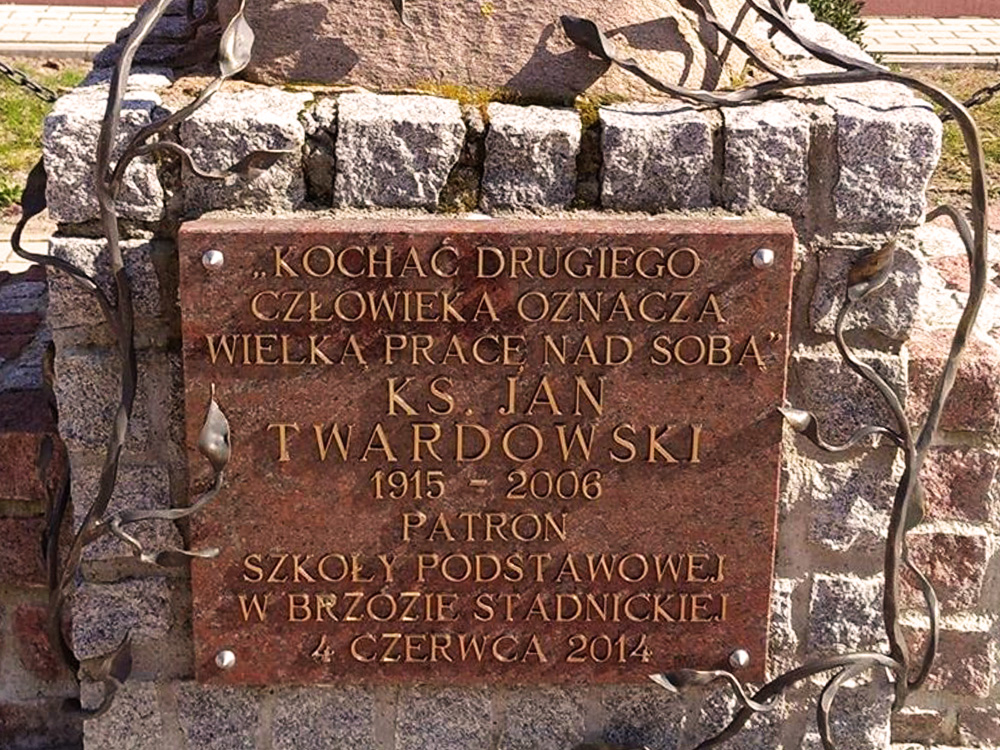 „KOCHAĆ DRUGIEGO
CZŁOWIEKA OZNACZA
WIELKĄ PRACĘ NAD SOBĄ”
KS. JAN
TWARDOWSKI
1915 - 2006
PATRON
SZKOŁY PODSTAWOWEJ
W BRZÓZIE STADNICKIEJ
4 CZERWCA 2014